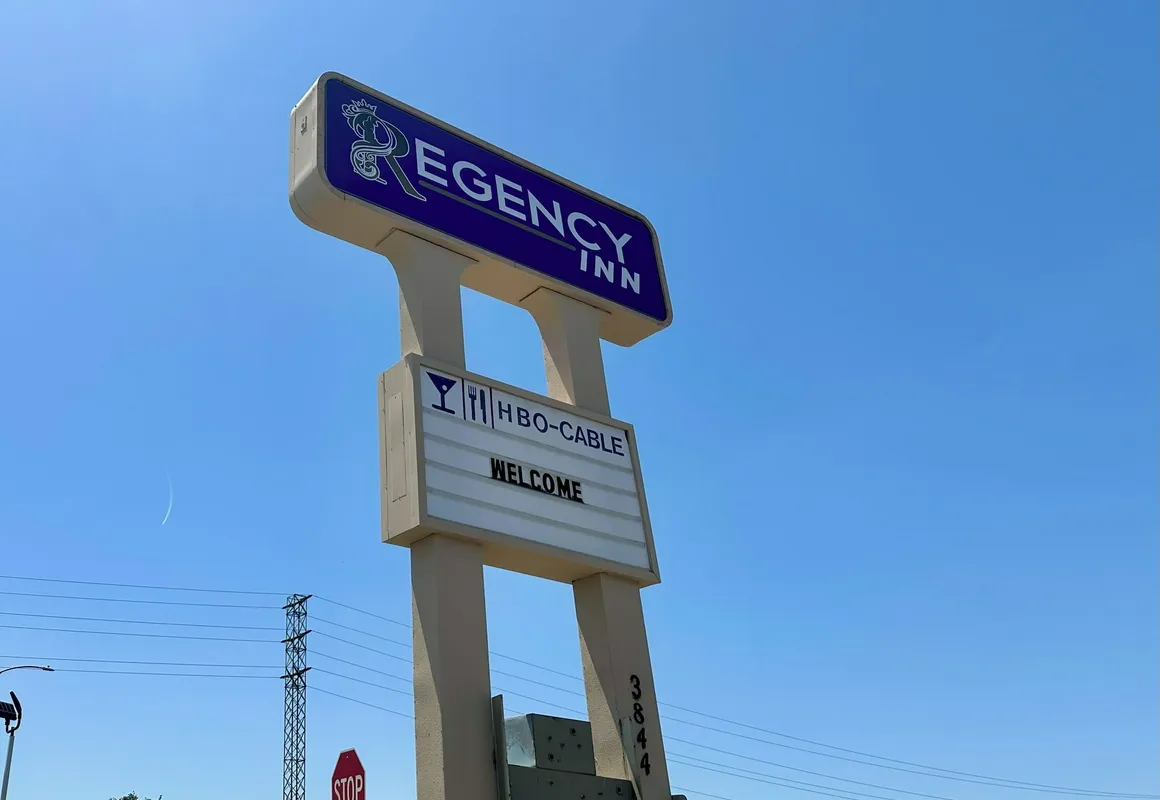 REGENCY
INN
HBO-CABLE
WELCOME
3844
STOP